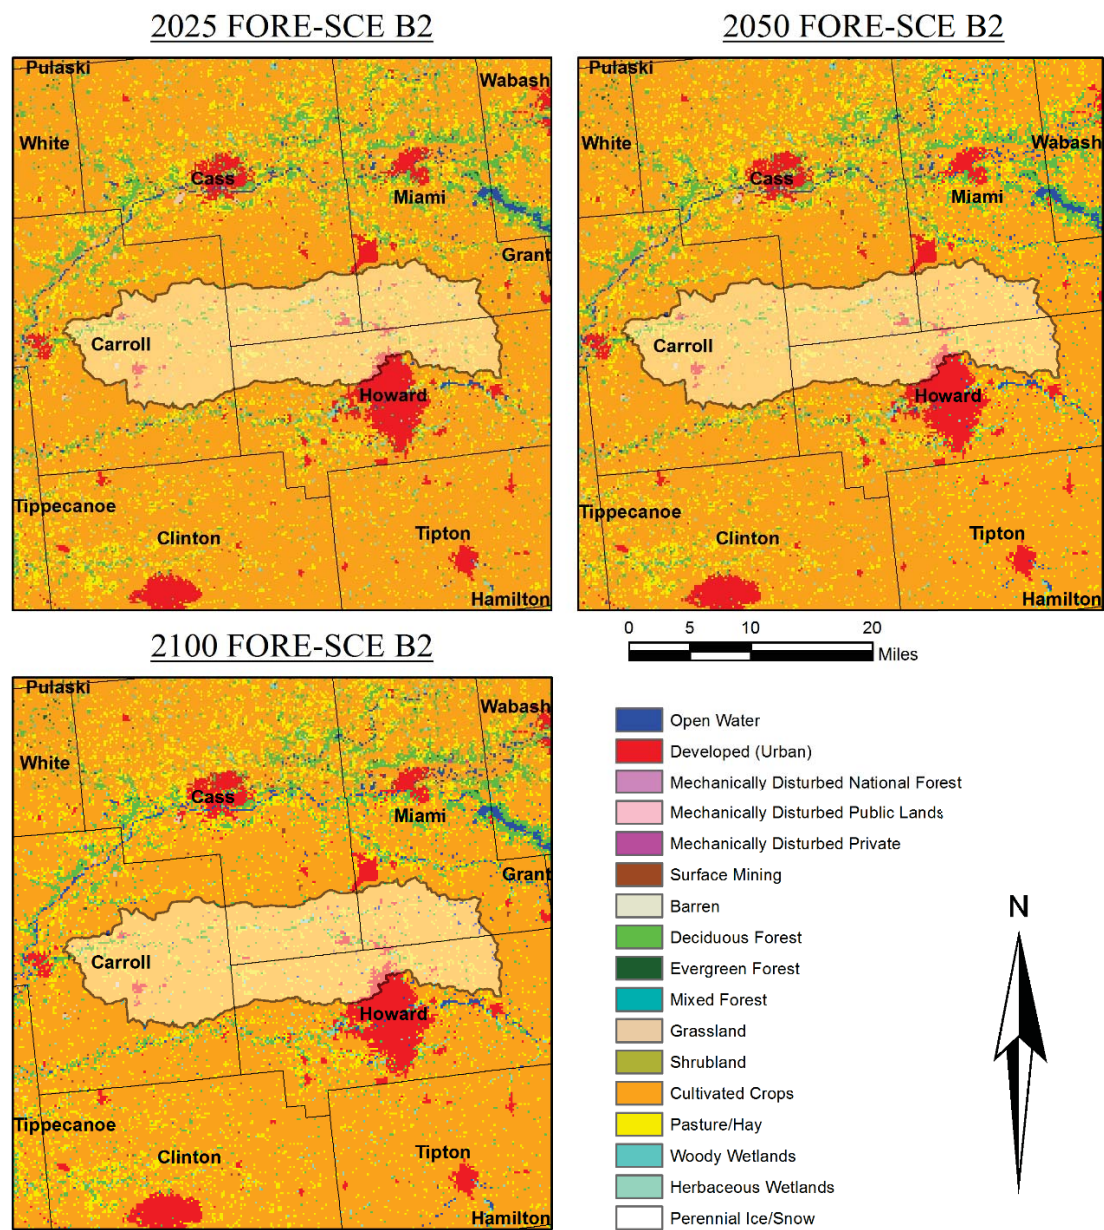 2025 FORE-SCE B2
2050 FORE-SCE B2
Pulaski
Wabash
White
Cass
Miami
Grant
Carroll
Howard
Tippecanoe
Clinton
Tipton
Hamilton
Pulaski
White
Wabash
Cass
Miami
Grant
Carroll
Howard
Tippecanoe
Clinton
Tipton
Hamilton
2100 FORE-SCE B2
Pulaski
Wabash
White
Cass
Miami
Grant
Carroll
Howard
Tippecanoe
Clinton
Tipton
Hamilton
0 5 10 20
Miles
Open Water
Developed (Urban)
Mechanically Disturbed National Forest
Mechanically Disturbed Public Lands
Mechanically Disturbed Private
Surface Mining
Barren
Deciduous Forest
Evergreen Forest
Mixed Forest
Grassland
Shrubland
Cultivated Crops
Pasture/Hay
Woody Wetlands
Herbaceous Wetlands
Perennial Ice/Snow
N